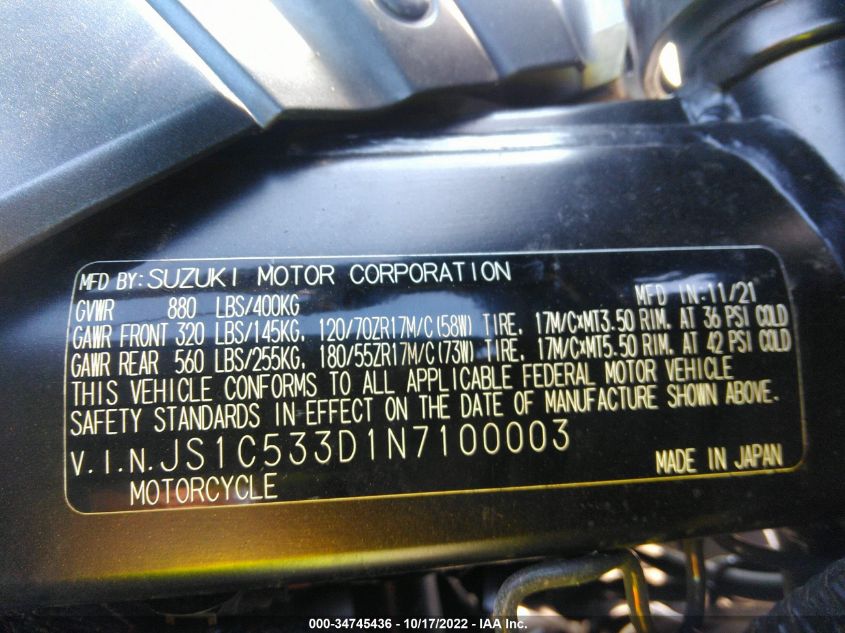 MFD BY: SUZUKI MOTOR CORPORATION MFD IN: 11/21
GVWR 880 LBS/400KG
GAWR FRONT 320 LBS/145KG, 120/70ZR17M/C(58W) TIRE, 17M/C×MT3.50 RIM. AT 36 PSI COLD
GAWR REAR 560 LBS/255KG, 180/55ZR17M/C(73W) TIRE, 17M/C×MT5.50 RIM. AT 42 PSI COLD
THIS VEHICLE CONFORMS TO ALL APPLICABLE FEDERAL MOTOR VEHICLE
SAFETY STANDARDS IN EFFECT ON THE DATE OF MANUFACTURE SHOWN ABOVE.
V.I.N.JS1C533D1N7100003
MADE IN JAPAN
MOTORCYCLE
000-34745436 - 10/17/2022 - IAA Inc.